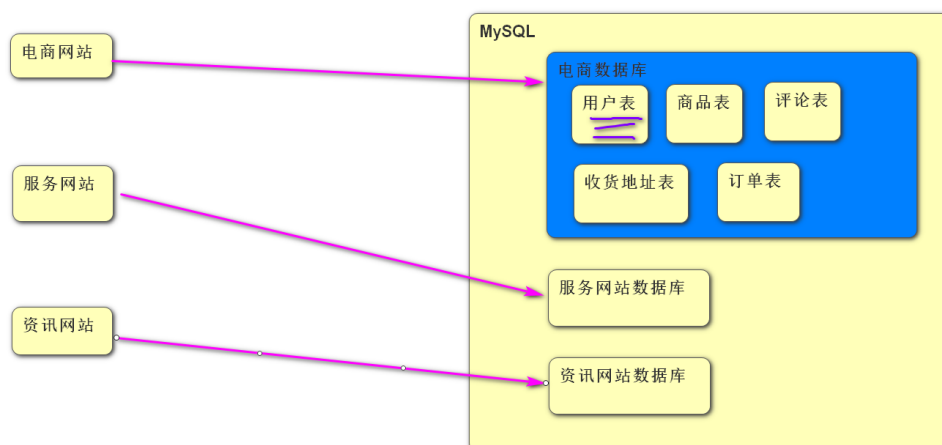 MySQL
电商网站
电商数据库
用户表
商品表
评论表
服务网站
收货地址表
订单表
服务网站数据库
资讯网站
资讯网站数据库